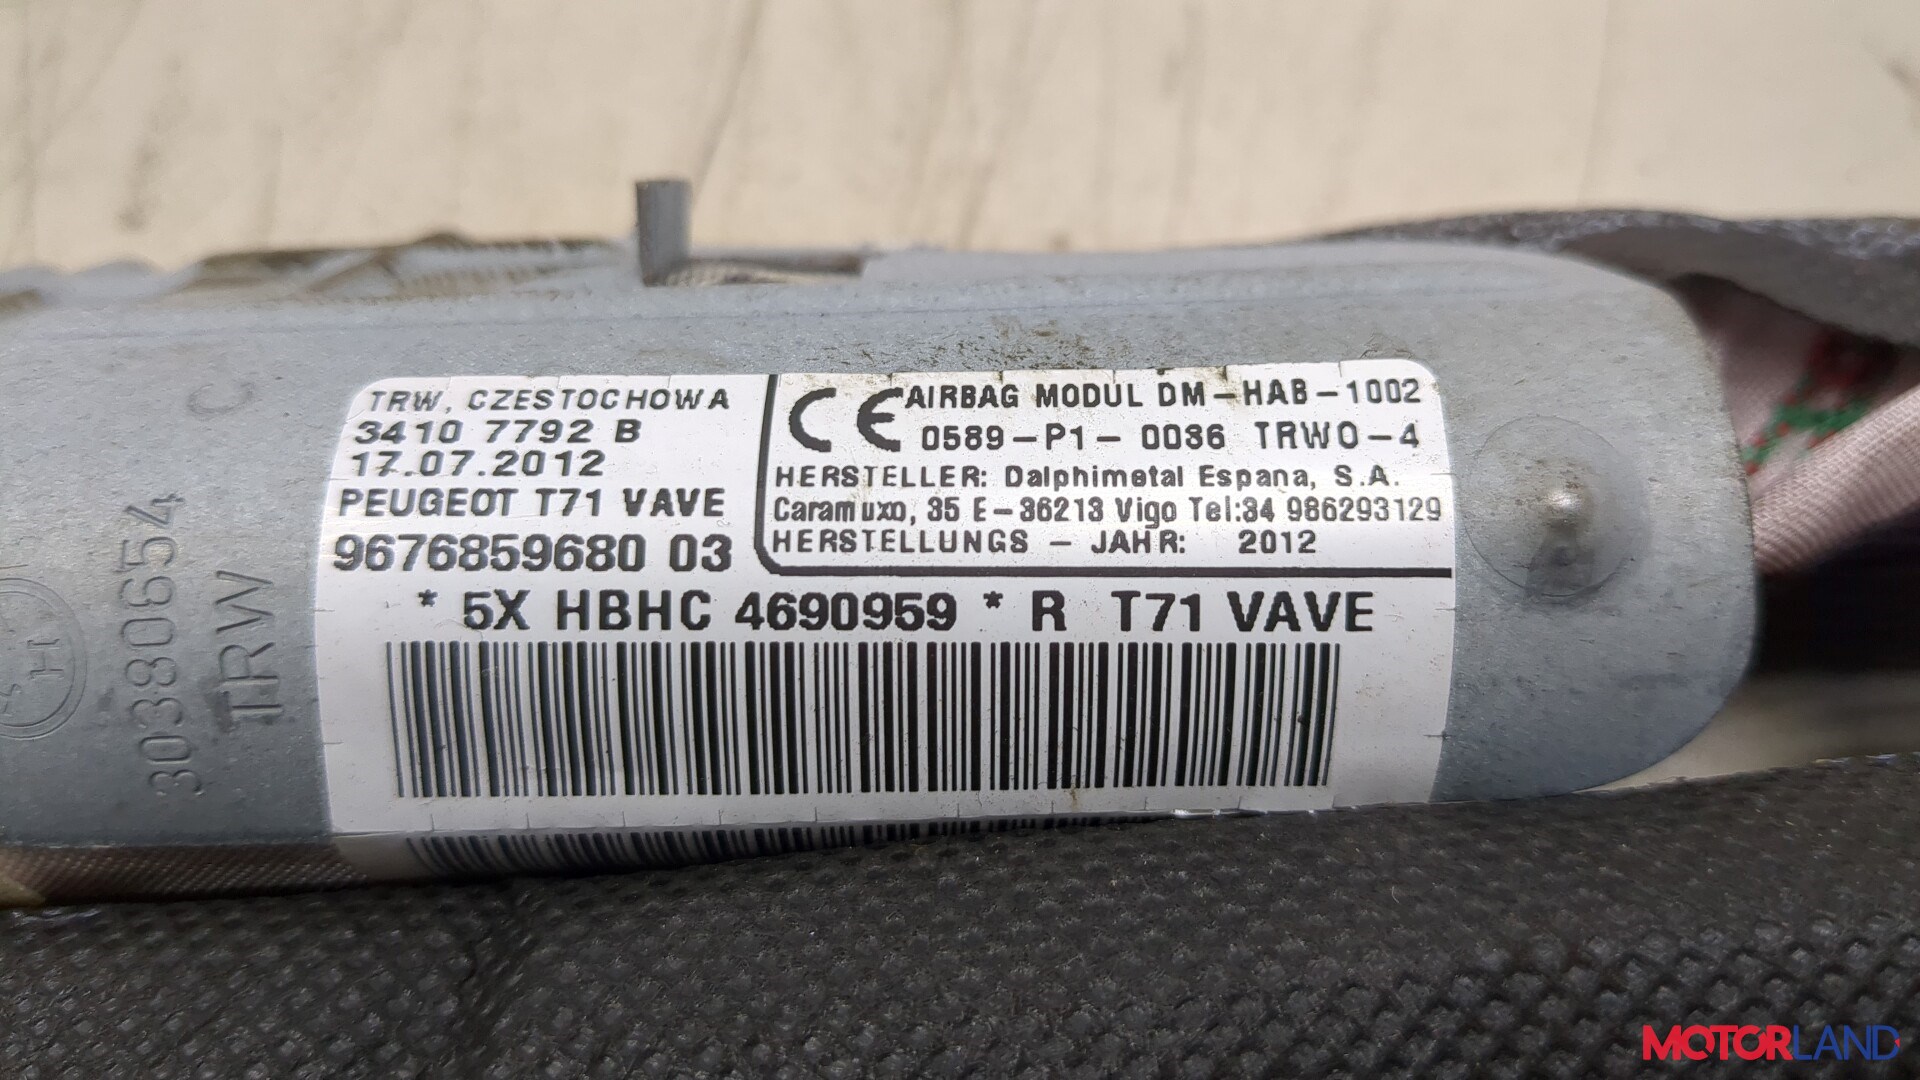 TRW, CZESTOCHOWA
3410 7792 B
17.07.2012
PEUGEOT T71 VAVE
9676859680 03
CE AIRBAG MODUL DM-HAB-1002
0589-P1-0036 TRWO-4
HERSTELLER: Dalphimetal Espana, S.A.
Caramuxo, 35 E-36213 Vigo Tel:34 986293129
HERSTELLUNGS - JAHR: 2012
* 5X HBHC 4690959 * R T71 VAVE
C
30380654
TRW
H
MOTORLAND